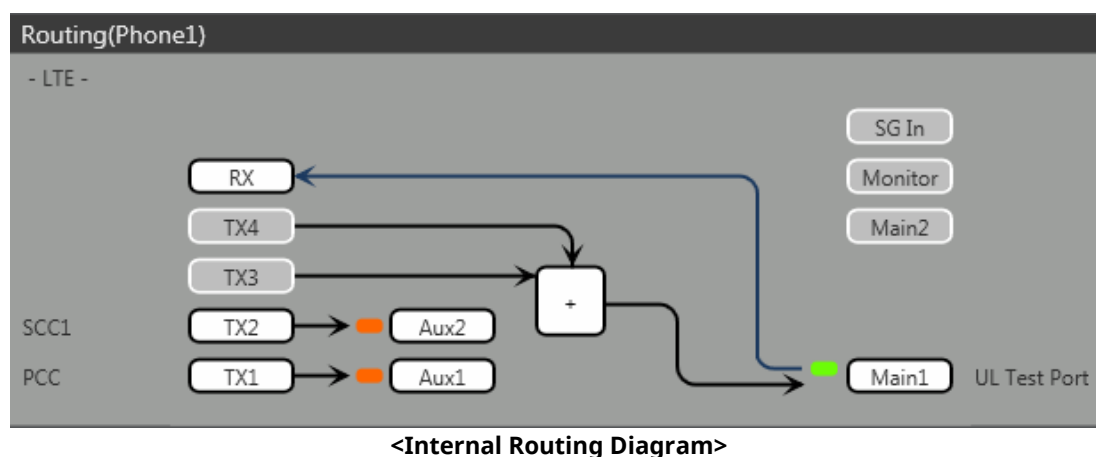 Routing(Phone1)
- LTE -
SG In
RX
Monitor
TX4
Main2
TX3
+
SCC1 TX2 Aux2
PCC TX1 Aux1 Main1 UL Test Port
<Internal Routing Diagram>